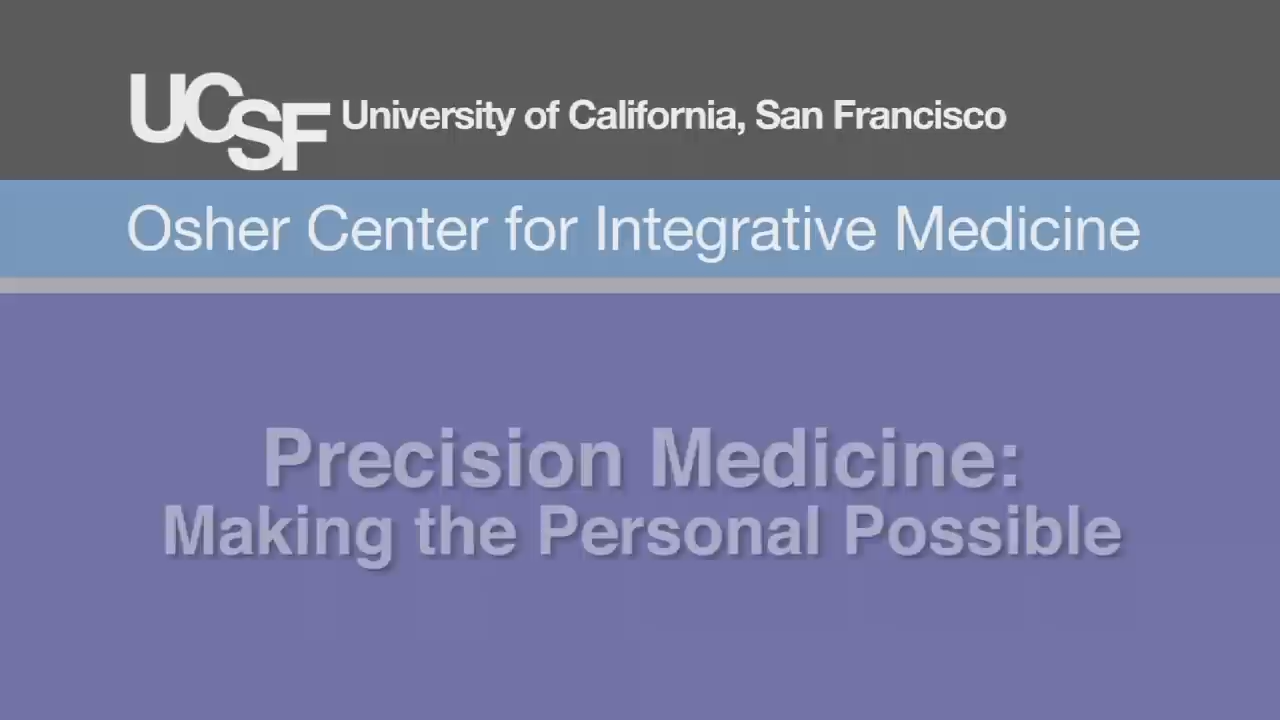 UCSF University of California, San Francisco
Osher Center for Integrative Medicine
Precision Medicine:
Making the Personal Possible